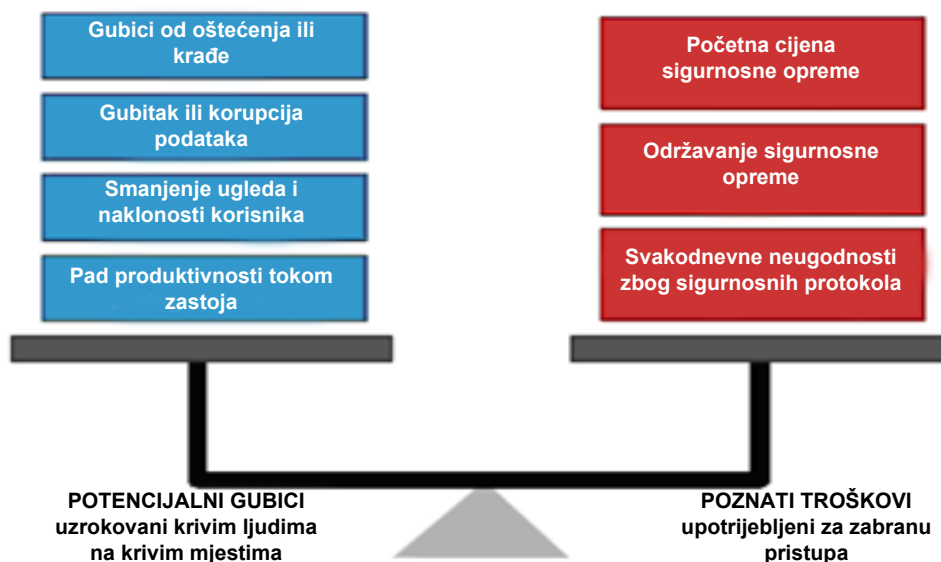 Gubici od oštećenja ili
krađe
Gubitak ili korupcija
podataka
Smanjenje ugleda i
naklonosti korisnika
Pad produktivnosti tokom
zastoja
Početna cijena
sigurnosne opreme
Održavanje sigurnosne
opreme
Svakodnevne neugodnosti
zbog sigurnosnih protokola
POTENCIJALNI GUBICI
uzrokovani krivim ljudima
na krivim mjestima
POZNATI TROŠKOVI
upotrijebljeni za zabranu
pristupa